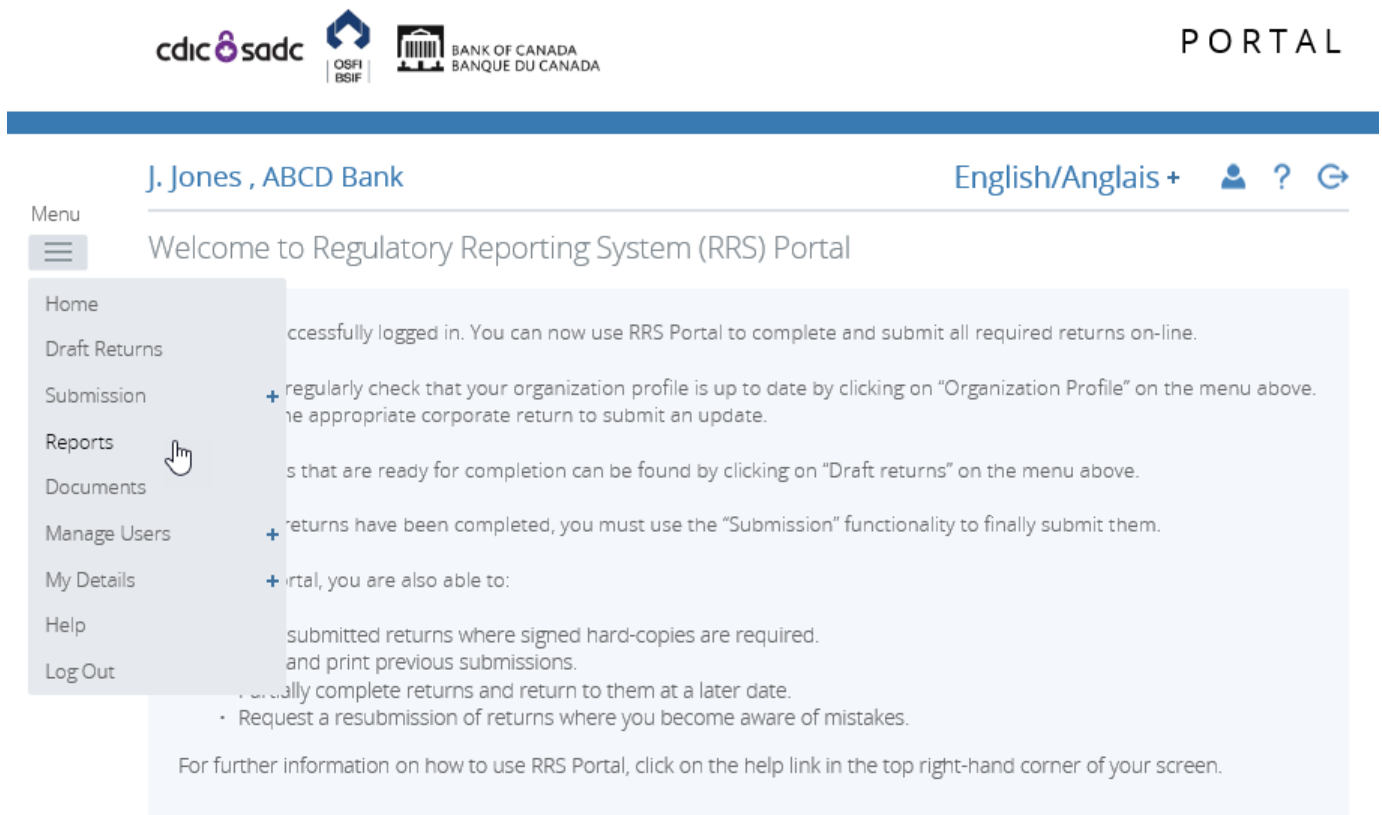 cdic sadc
OSFI
BSIF
BANK OF CANADA
BANQUE DU CANADA
PORTAL
J. Jones , ABCD Bank
English/Anglais +
?
Menu
Welcome to Regulatory Reporting System (RRS) Portal
Home
Draft Returns
Submission +
Reports
Documents
Manage Users +
My Details +
Help
Log Out
ccessfully logged in. You can now use RRS Portal to complete and submit all required returns on-line.
regularly check that your organization profile is up to date by clicking on “Organization Profile” on the menu above.
appropriate corporate return to submit an update.
s that are ready for completion can be found by clicking on “Draft returns” on the menu above.
returns have been completed, you must use the “Submission” functionality to finally submit them.
rtal, you are also able to:
submitted returns where signed hard-copies are required.
and print previous submissions.
complete returns and return to them at a later date.
· Request a resubmission of returns where you become aware of mistakes.
For further information on how to use RRS Portal, click on the help link in the top right-hand corner of your screen.